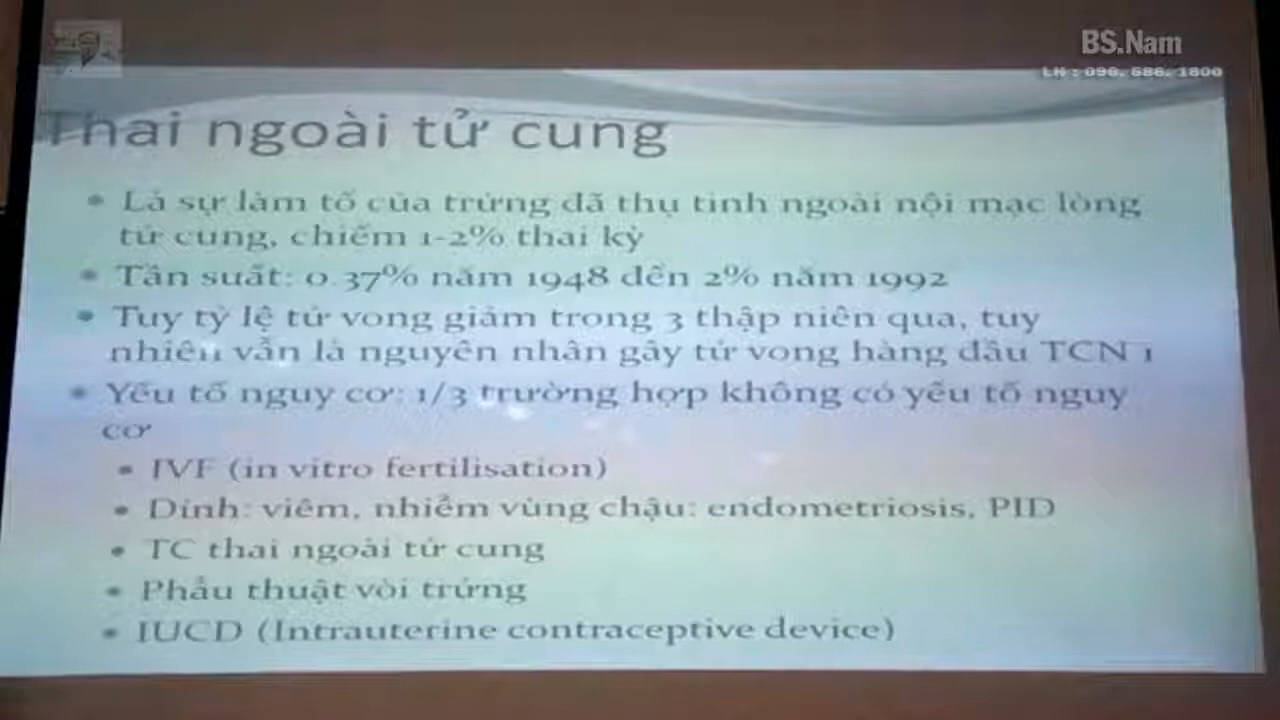 BS.Nam
LH : 096. 686. 1800
Thai ngoài tử cung
• Là sự làm tổ của trứng đã thụ tinh ngoài nội mạc lòng
tử cung, chiếm 1-2% thai kỳ
• Tần suất: 0.37% năm 1948 đến 2% năm 1992
• Tuy tỷ lệ tử vong giảm trong 3 thập niên qua, tuy
nhiên vẫn là nguyên nhân gây tử vong hàng đầu TCN 1
• Yếu tố nguy cơ: 1/3 trường hợp không có yếu tố nguy
cơ
• IVF (in vitro fertilisation)
• Dính: viêm, nhiễm vùng chậu: endometriosis, PID
• TC thai ngoài tử cung
• Phẫu thuật vòi trứng
• IUCD (Intrauterine contraceptive device)